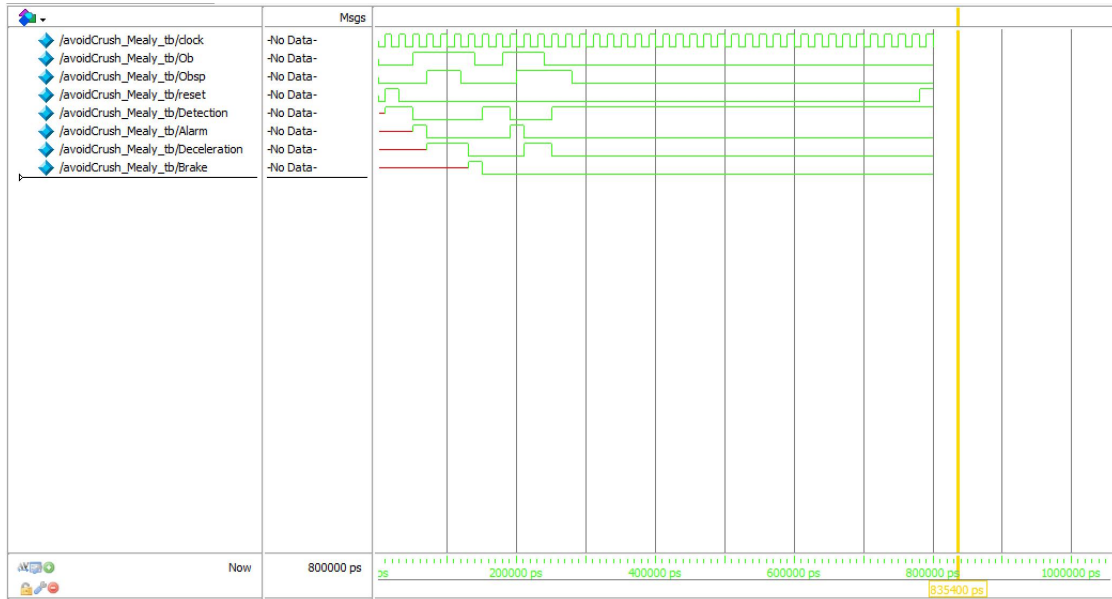 Msgs
/avoidCrush_Mealy_tb/clock -No Data-
/avoidCrush_Mealy_tb/Ob -No Data-
/avoidCrush_Mealy_tb/Obsp -No Data-
/avoidCrush_Mealy_tb/reset -No Data-
/avoidCrush_Mealy_tb/Detection -No Data-
/avoidCrush_Mealy_tb/Alarm -No Data-
/avoidCrush_Mealy_tb/Deceleration -No Data-
/avoidCrush_Mealy_tb/Brake -No Data-
Now 800000 ps ps 200000 ps 400000 ps 600000 ps 800000 ps 1000000 ps
835400 ps